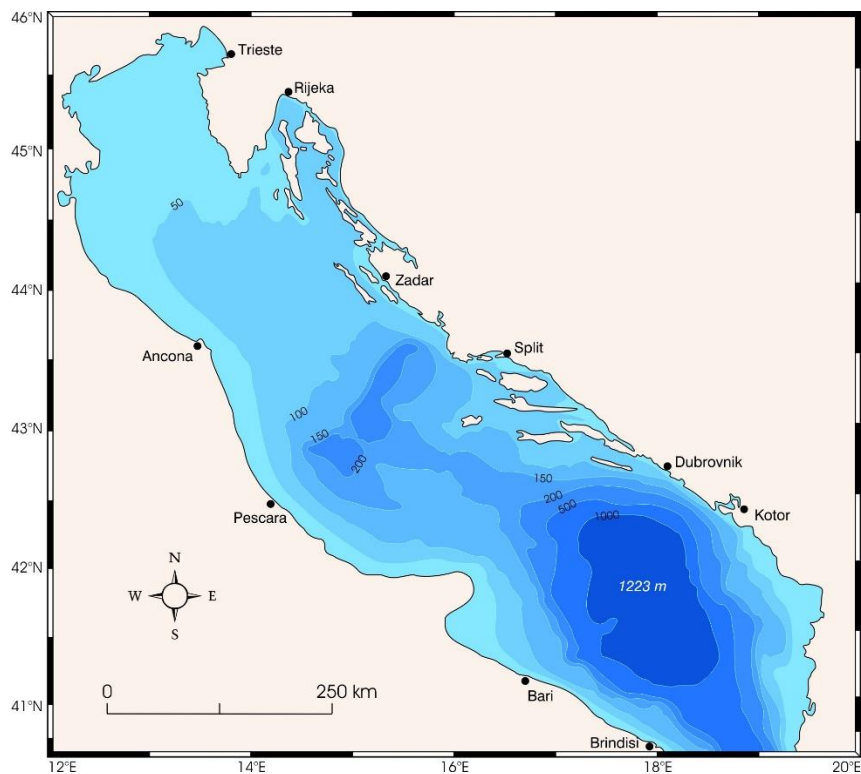 46°N
Trieste
Rijeka
45°N
50
44°N
Zadar
Ancona
Split
100
43°N
150
200
Dubrovnik
150
200
500
1000
Pescara
Kotor
42°N
N
W E
S
1223 m
0 250 km
41°N
Bari
Brindisi
12°E 14°E 16°E 18°E 20°E